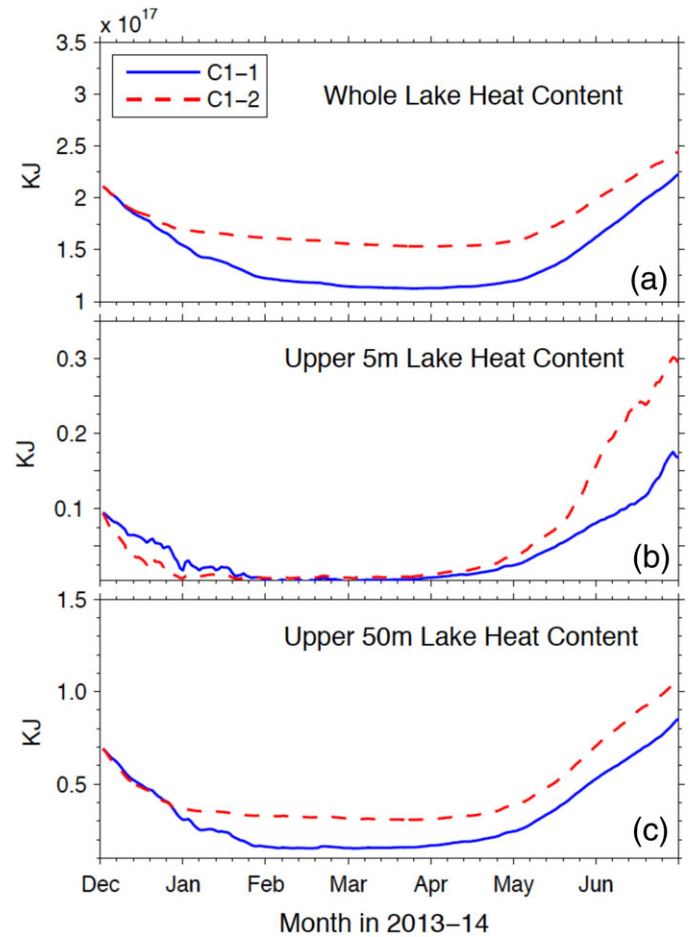 x 10^17
3.5
3
2.5
2
1.5
1
KJ
C1-1
C1-2
Whole Lake Heat Content
(a)
0.3
0.2
0.1
KJ
Upper 5m Lake Heat Content
(b)
1.5
1.0
0.5
KJ
Upper 50m Lake Heat Content
(c)
Dec Jan Feb Mar Apr May Jun
Month in 2013-14